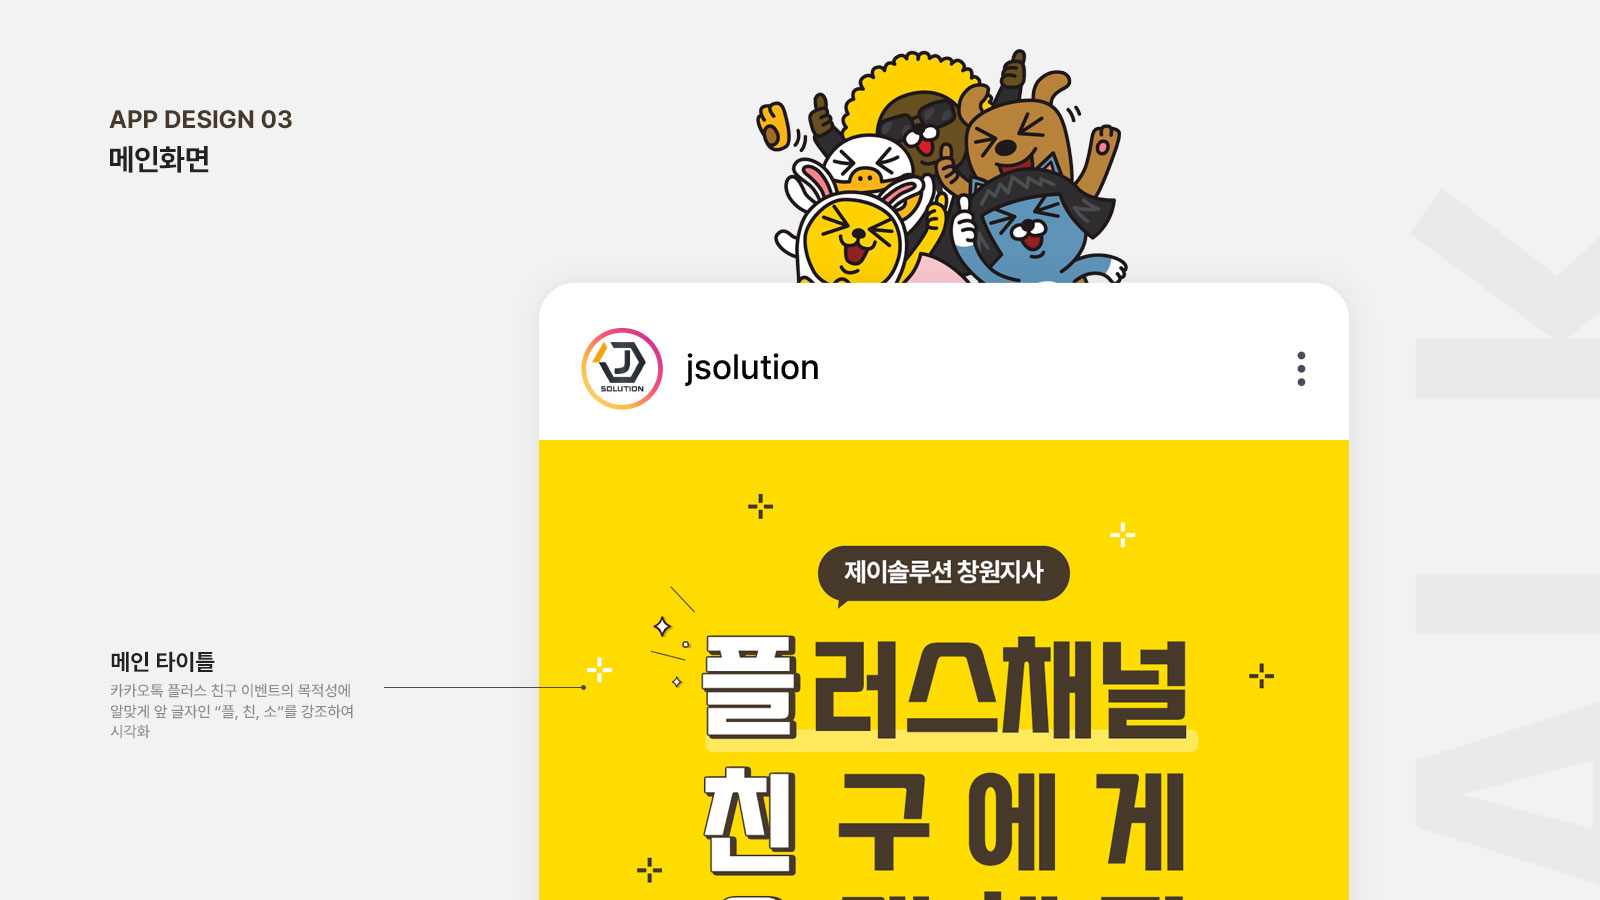 APP DESIGN 03
메인화면
J
SOLUTION
jsolution
제이솔루션 창원지사
플러스채널
친구에게
메인 타이틀
카카오톡 플러스 친구 이벤트의 목적성에
알맞게 앞 글자인 “플, 친, 소”를 강조하여
시각화